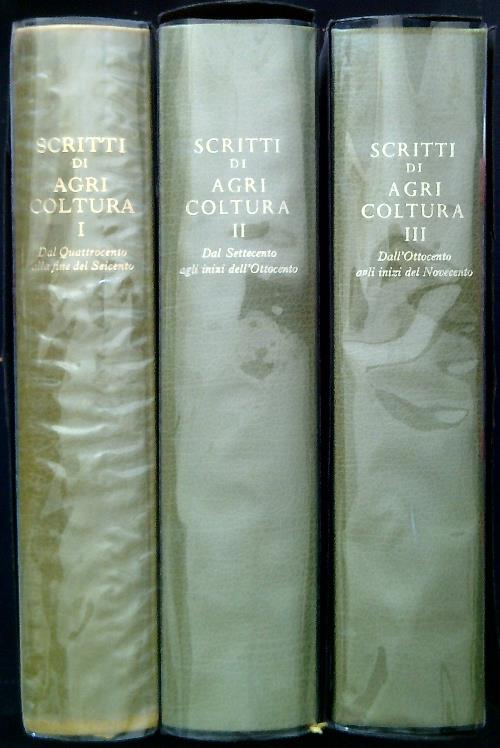 SCRITTI
DI
AGRI
COLTURA
I
Dal Quattrocento
alla fine del Seicento
SCRITTI
DI
AGRI
COLTURA
II
Dal Settecento
agli inizi dell'Ottocento
SCRITTI
DI
AGRI
COLTURA
III
Dall'Ottocento
agli inizi del Novecento